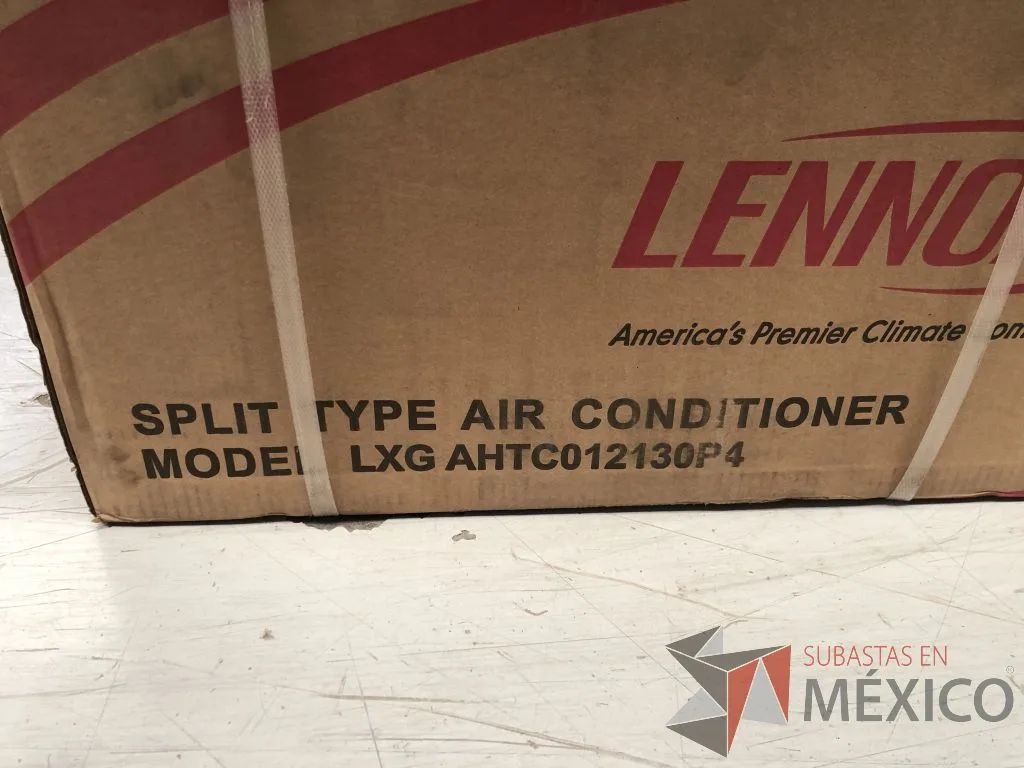 LENNO
America's Premier Climate
SPLIT TYPE AIR CONDITIONER
MODEL LXG AHTC012130P4
SUBASTAS EN
MÉXICO®